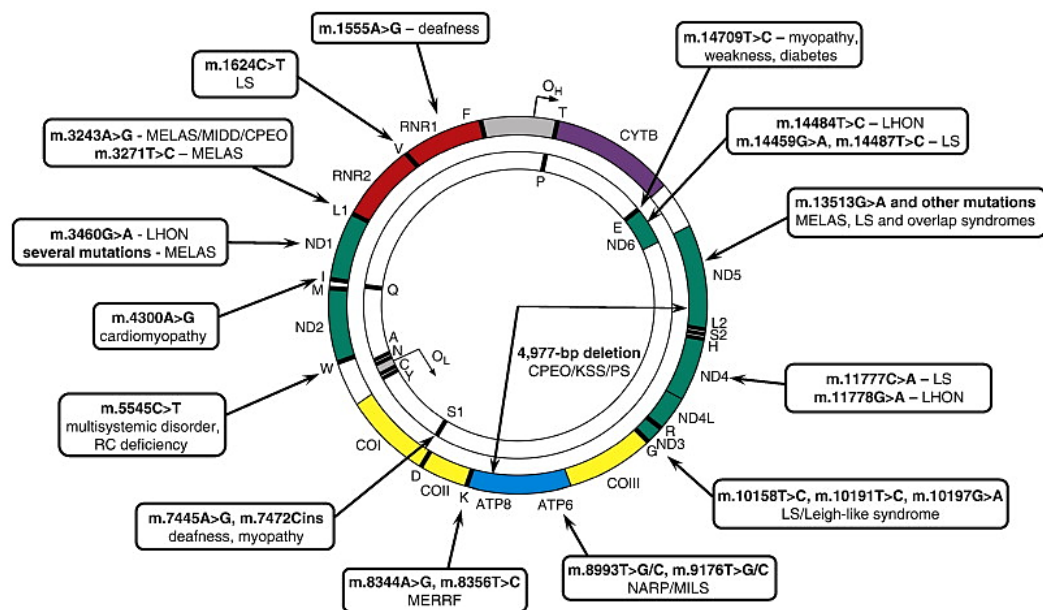 m.1555A>G – deafness
m.14709T>C – myopathy,
weakness, diabetes
m.1624C>T
LS
OH
F
T
RNR1
CYTB
m.14484T>C – LHON
m.14459G>A, m.14487T>C – LS
m.3243A>G - MELAS/MIDD/CPEO
m.3271T>C – MELAS
V
RNR2
P
L1
E
ND6
m.13513G>A and other mutations
MELAS, LS and overlap syndromes
m.3460G>A - LHON
several mutations - MELAS
ND1
ND5
I
M
Q
m.4300A>G
cardiomyopathy
ND2
L2
S2
H
A
N
C
Y
OL
4,977-bp deletion
CPEO/KSS/PS
W
ND4
m.11777C>A – LS
m.11778G>A – LHON
m.5545C>T
multisystemic disorder,
RC deficiency
S1
ND4L
R
ND3
G
COI
D
COII
K
ATP8
ATP6
COIII
m.10158T>C, m.10191T>C, m.10197G>A
LS/Leigh-like syndrome
m.7445A>G, m.7472Cins
deafness, myopathy
m.8344A>G, m.8356T>C
MERRF
m.8993T>G/C, m.9176T>G/C
NARP/MILS